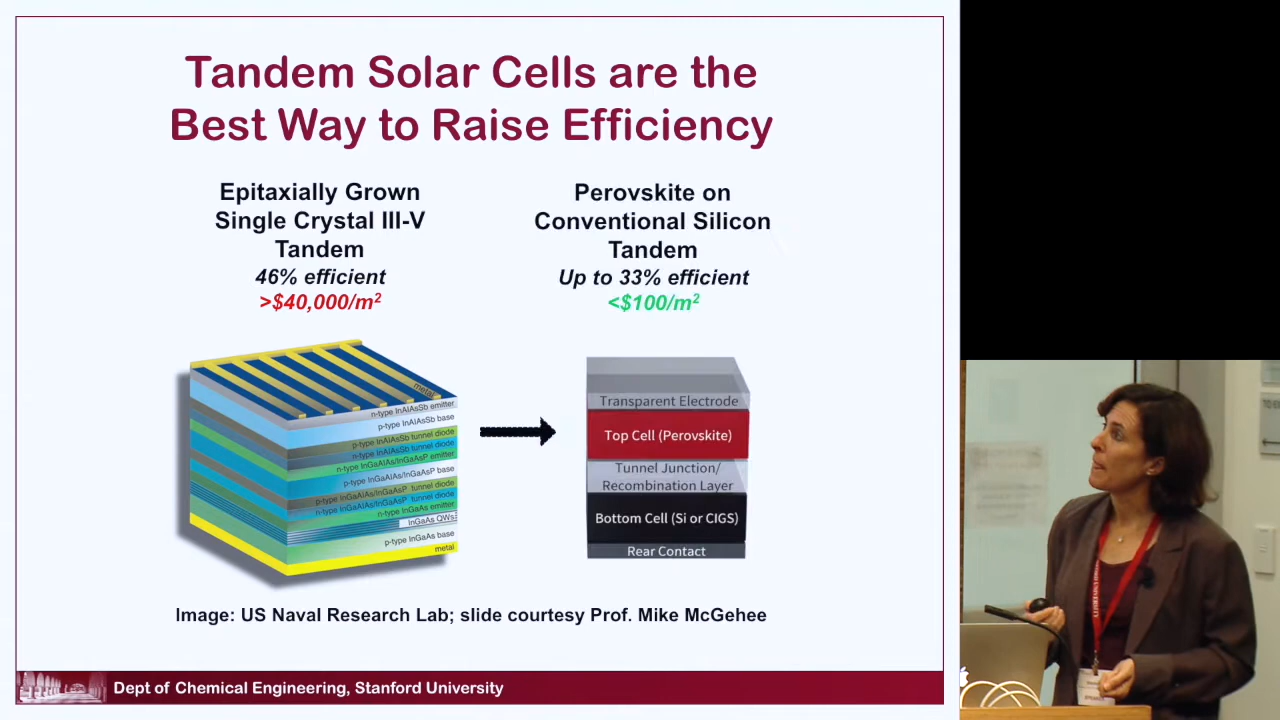 Tandem Solar Cells are the
Best Way to Raise Efficiency
Epitaxially Grown
Single Crystal III-V
Tandem
46% efficient
>$40,000/m²
Perovskite on
Conventional Silicon
Tandem
Up to 33% efficient
<$100/m²
metal
n-type InAlAsSb emitter
p-type InAlAsSb base
p-type InAlAsSb tunnel diode
n-type InAlAsSb tunnel diode
n-type InGaAlAs/InGaAsP emitter
p-type InGaAlAs/InGaAsP base
p-type InGaAlAs/InGaAsP tunnel diode
n-type InGaAlAs/InGaAsP tunnel diode
n-type InGaAs emitter
InGaAs QWs
p-type InGaAs base
metal
Transparent Electrode
Top Cell (Perovskite)
Tunnel Junction/
Recombination Layer
Bottom Cell (Si or CIGS)
Rear Contact
Image: US Naval Research Lab; slide courtesy Prof. Mike McGehee
Dept of Chemical Engineering, Stanford University